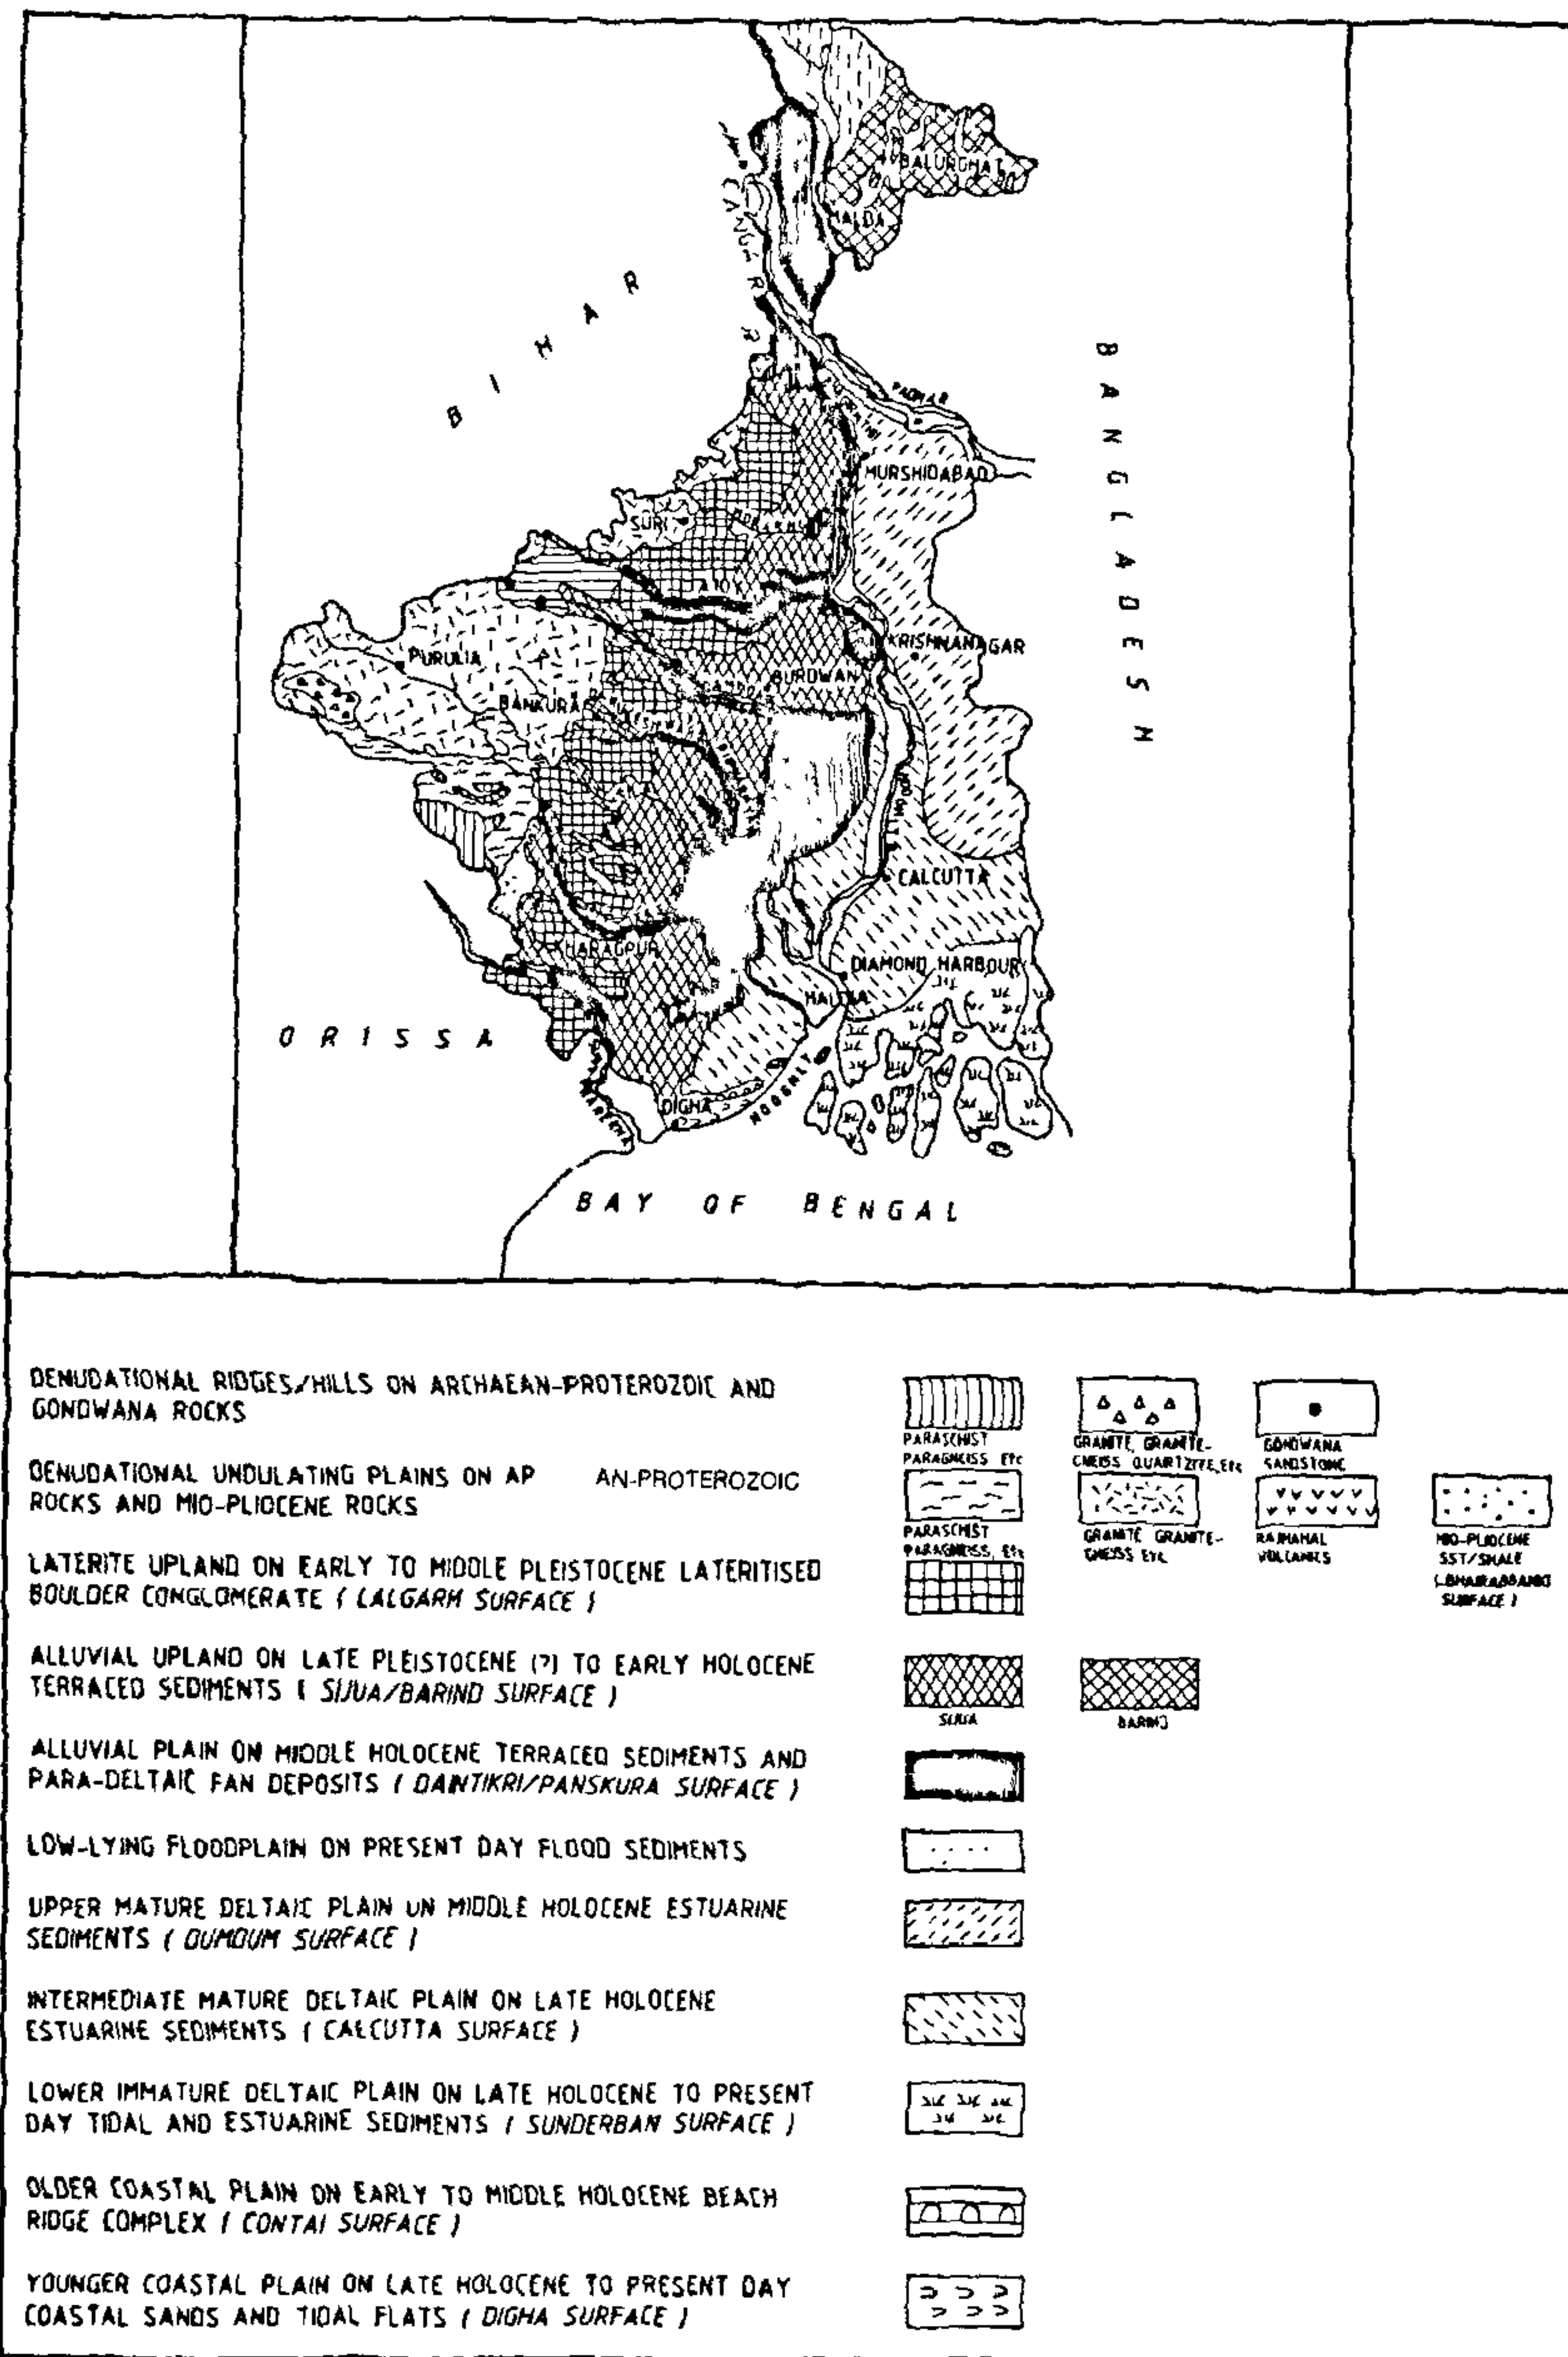 BALURGHAT
MALDA
GANGA R
BIHAR
BANGLADESH
PADMA R
MURSHIDABAD
SURI
AJOY
PURULIA
KRISHNANAGAR
BURDWAN
BANKURA
HOOGHLY
CALCUTTA
KHARAGPUR
DIAMOND HARBOUR
HALDIA
ORISSA
DIGHA
HOOGHLY
BAY OF BENGAL
DENUDATIONAL RIDGES/HILLS ON ARCHAEAN-PROTEROZOIC AND
GONDWANA ROCKS
PARASCHIST
PARAGNEISS Etc
GRANITE, GRANITE-
GNEISS QUARTZITE, Etc
GONDWANA
SANDSTONE
DENUDATIONAL UNDULATING PLAINS ON AP AN-PROTEROZOIC
ROCKS AND MIO-PLIOCENE ROCKS
PARASCHIST
PARAGNEISS, Etc
GRANITE GRANITE-
GNEISS Etc
RAJMAHAL
VOLCANICS
MIO-PLIOCENE
SST/SHALE
SURFACE )
LATERITE UPLAND ON EARLY TO MIDDLE PLEISTOCENE LATERITISED
BOULDER CONGLOMERATE ( LALGARH SURFACE )
ALLUVIAL UPLAND ON LATE PLEISTOCENE (?) TO EARLY HOLOCENE
TERRACED SEDIMENTS ( SIJUA/BARIND SURFACE )
SIJUA
BARIND
ALLUVIAL PLAIN ON MIDDLE HOLOCENE TERRACED SEDIMENTS AND
PARA-DELTAIC FAN DEPOSITS ( DAINTIKRI/PANSKURA SURFACE )
LOW-LYING FLOODPLAIN ON PRESENT DAY FLOOD SEDIMENTS
UPPER MATURE DELTAIC PLAIN ON MIDDLE HOLOCENE ESTUARINE
SEDIMENTS ( DUMDUM SURFACE )
INTERMEDIATE MATURE DELTAIC PLAIN ON LATE HOLOCENE
ESTUARINE SEDIMENTS ( CALCUTTA SURFACE )
LOWER IMMATURE DELTAIC PLAIN ON LATE HOLOCENE TO PRESENT
DAY TIDAL AND ESTUARINE SEDIMENTS ( SUNDERBAN SURFACE )
OLDER COASTAL PLAIN ON EARLY TO MIDDLE HOLOCENE BEACH
RIDGE COMPLEX ( CONTAI SURFACE )
YOUNGER COASTAL PLAIN ON LATE HOLOCENE TO PRESENT DAY
COASTAL SANDS AND TIDAL FLATS ( DIGHA SURFACE )